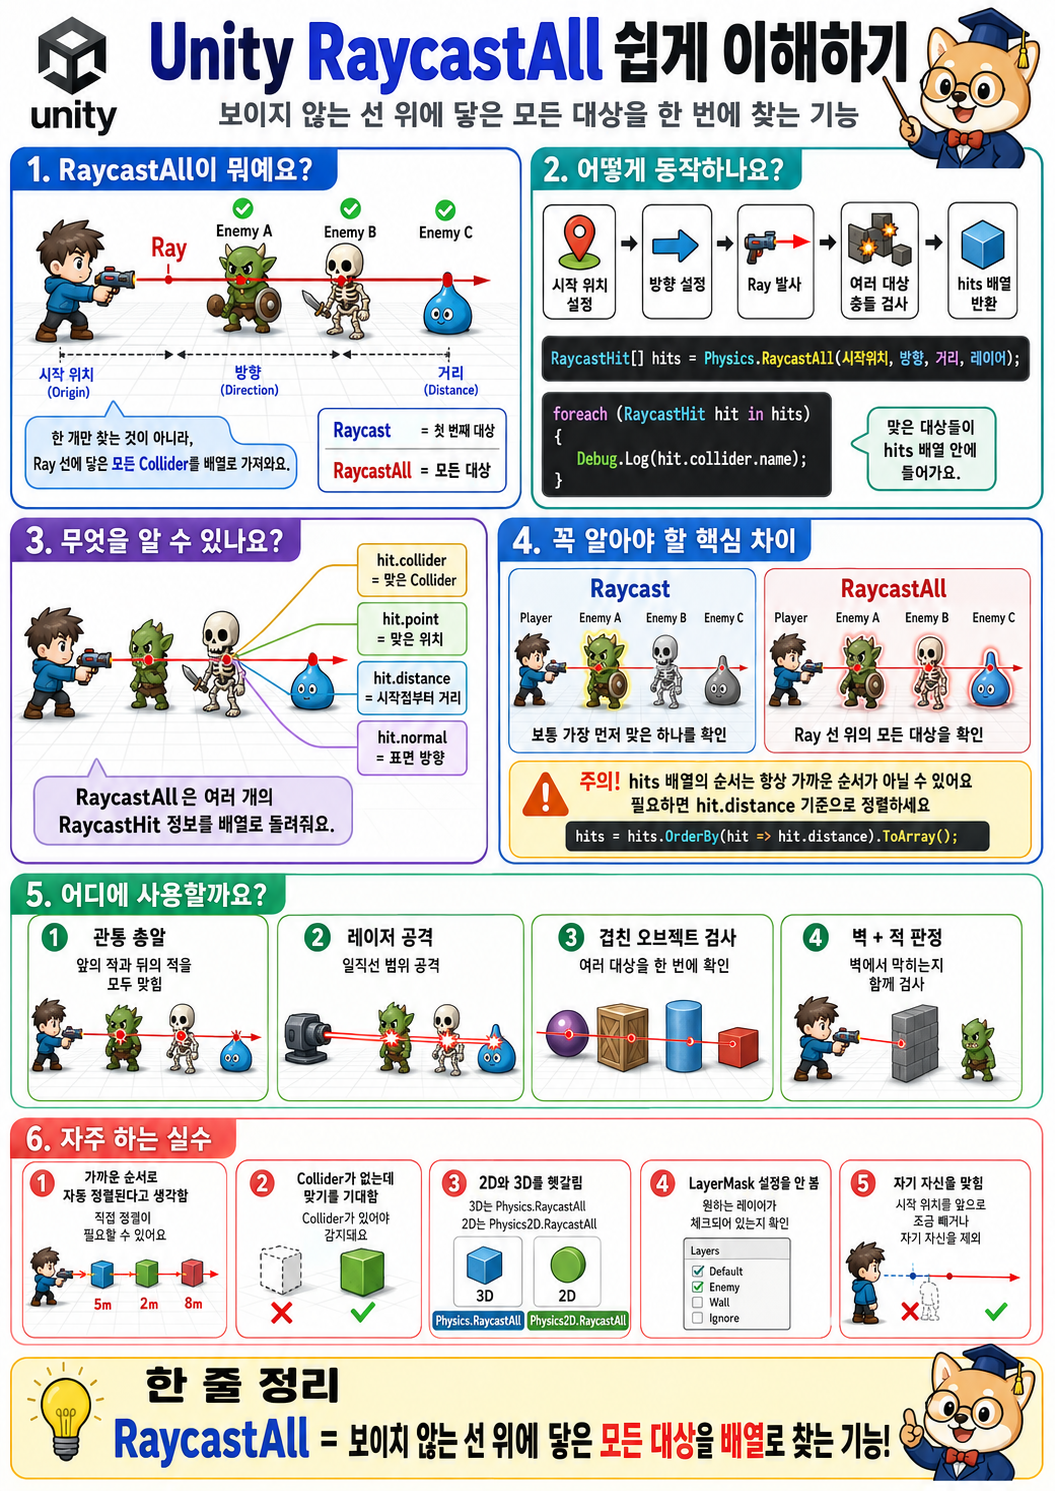 unity
Unity RaycastAll 쉽게 이해하기
보이지 않는 선 위에 닿은 모든 대상을 한 번에 찾는 기능
1. RaycastAll이 뭐예요?
Ray
Enemy A
Enemy B
Enemy C
시작 위치
(Origin)
방향
(Direction)
거리
(Distance)
한 개만 찾는 것이 아니라,
Ray 선에 닿은 모든 Collider를 배열로 가져와요.
Raycast = 첫 번째 대상
RaycastAll = 모든 대상
2. 어떻게 동작하나요?
시작 위치
설정
방향 설정
Ray 발사
여러 대상
충돌 검사
hits 배열
반환
RaycastHit[] hits = Physics.RaycastAll(시작위치, 방향, 거리, 레이어);
foreach (RaycastHit hit in hits)
{
Debug.Log(hit.collider.name);
}
맞은 대상들이
hits 배열 안에
들어가요.
3. 무엇을 알 수 있나요?
hit.collider
= 맞은 Collider
hit.point
= 맞은 위치
hit.distance
= 시작점부터 거리
hit.normal
= 표면 방향
RaycastAll은 여러 개의
RaycastHit 정보를 배열로 돌려줘요.
4. 꼭 알아야 할 핵심 차이
Raycast
Player
Enemy A
Enemy B
Enemy C
보통 가장 먼저 맞은 하나를 확인
RaycastAll
Player
Enemy A
Enemy B
Enemy C
Ray 선 위의 모든 대상을 확인
주의! hits 배열의 순서는 항상 가까운 순서가 아닐 수 있어요
필요하면 hit.distance 기준으로 정렬하세요
hits = hits.OrderBy(hit => hit.distance).ToArray();
5. 어디에 사용할까요?
1 관통 총알
앞의 적과 뒤의 적을
모두 맞힘
2 레이저 공격
일직선 범위 공격
3 겹친 오브젝트 검사
여러 대상을 한 번에 확인
4 벽 + 적 판정
벽에서 막히는지
함께 검사
6. 자주 하는 실수
1 가까운 순서로
자동 정렬된다고 생각함
직접 정렬이
필요할 수 있어요
5m
2m
8m
2 Collider가 없는데
맞기를 기대함
Collider가 있어야
감지돼요
3 2D와 3D를 헷갈림
3D는 Physics.RaycastAll
2D는 Physics2D.RaycastAll
3D
2D
Physics.RaycastAll
Physics2D.RaycastAll
4 LayerMask 설정을 안 봄
원하는 레이어가
체크되어 있는지 확인
Layers
Default
Enemy
Wall
Ignore
5 자기 자신을 맞힘
시작 위치를 앞으로
조금 빼거나
자기 자신을 제외
한 줄 정리
RaycastAll = 보이지 않는 선 위에 닿은 모든 대상을 배열로 찾는 기능!